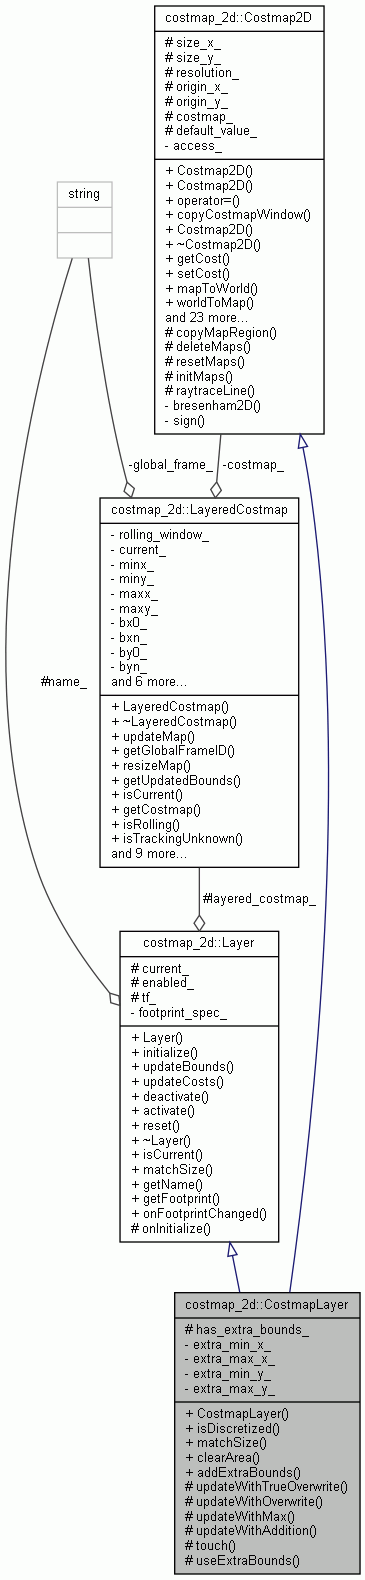 costmap_2d::Costmap2D
# size_x_
# size_y_
# resolution_
# origin_x_
# origin_y_
# costmap_
# default_value_
- access_
+ Costmap2D()
+ Costmap2D()
+ operator=()
+ copyCostmapWindow()
+ Costmap2D()
+ ~Costmap2D()
+ getCost()
+ setCost()
+ mapToWorld()
+ worldToMap()
and 23 more...
# copyMapRegion()
# deleteMaps()
# resetMaps()
# initMaps()
# raytraceLine()
- bresenham2D()
- sign()
string
-global_frame_
-costmap_
costmap_2d::LayeredCostmap
- rolling_window_
- current_
- minx_
- miny_
- maxx_
- maxy_
- bx0_
- bxn_
- by0_
- byn_
and 6 more...
+ LayeredCostmap()
+ ~LayeredCostmap()
+ updateMap()
+ getGlobalFrameID()
+ resizeMap()
+ getUpdatedBounds()
+ isCurrent()
+ getCostmap()
+ isRolling()
+ isTrackingUnknown()
and 9 more...
#name_
#layered_costmap_
costmap_2d::Layer
# current_
# enabled_
# tf_
- footprint_spec_
+ Layer()
+ initialize()
+ updateBounds()
+ updateCosts()
+ deactivate()
+ activate()
+ reset()
+ ~Layer()
+ isCurrent()
+ matchSize()
+ getName()
+ getFootprint()
+ onFootprintChanged()
# onInitialize()
costmap_2d::CostmapLayer
# has_extra_bounds_
- extra_min_x_
- extra_max_x_
- extra_min_y_
- extra_max_y_
+ CostmapLayer()
+ isDiscretized()
+ matchSize()
+ clearArea()
+ addExtraBounds()
# updateWithTrueOverwrite()
# updateWithOverwrite()
# updateWithMax()
# updateWithAddition()
# touch()
# useExtraBounds()